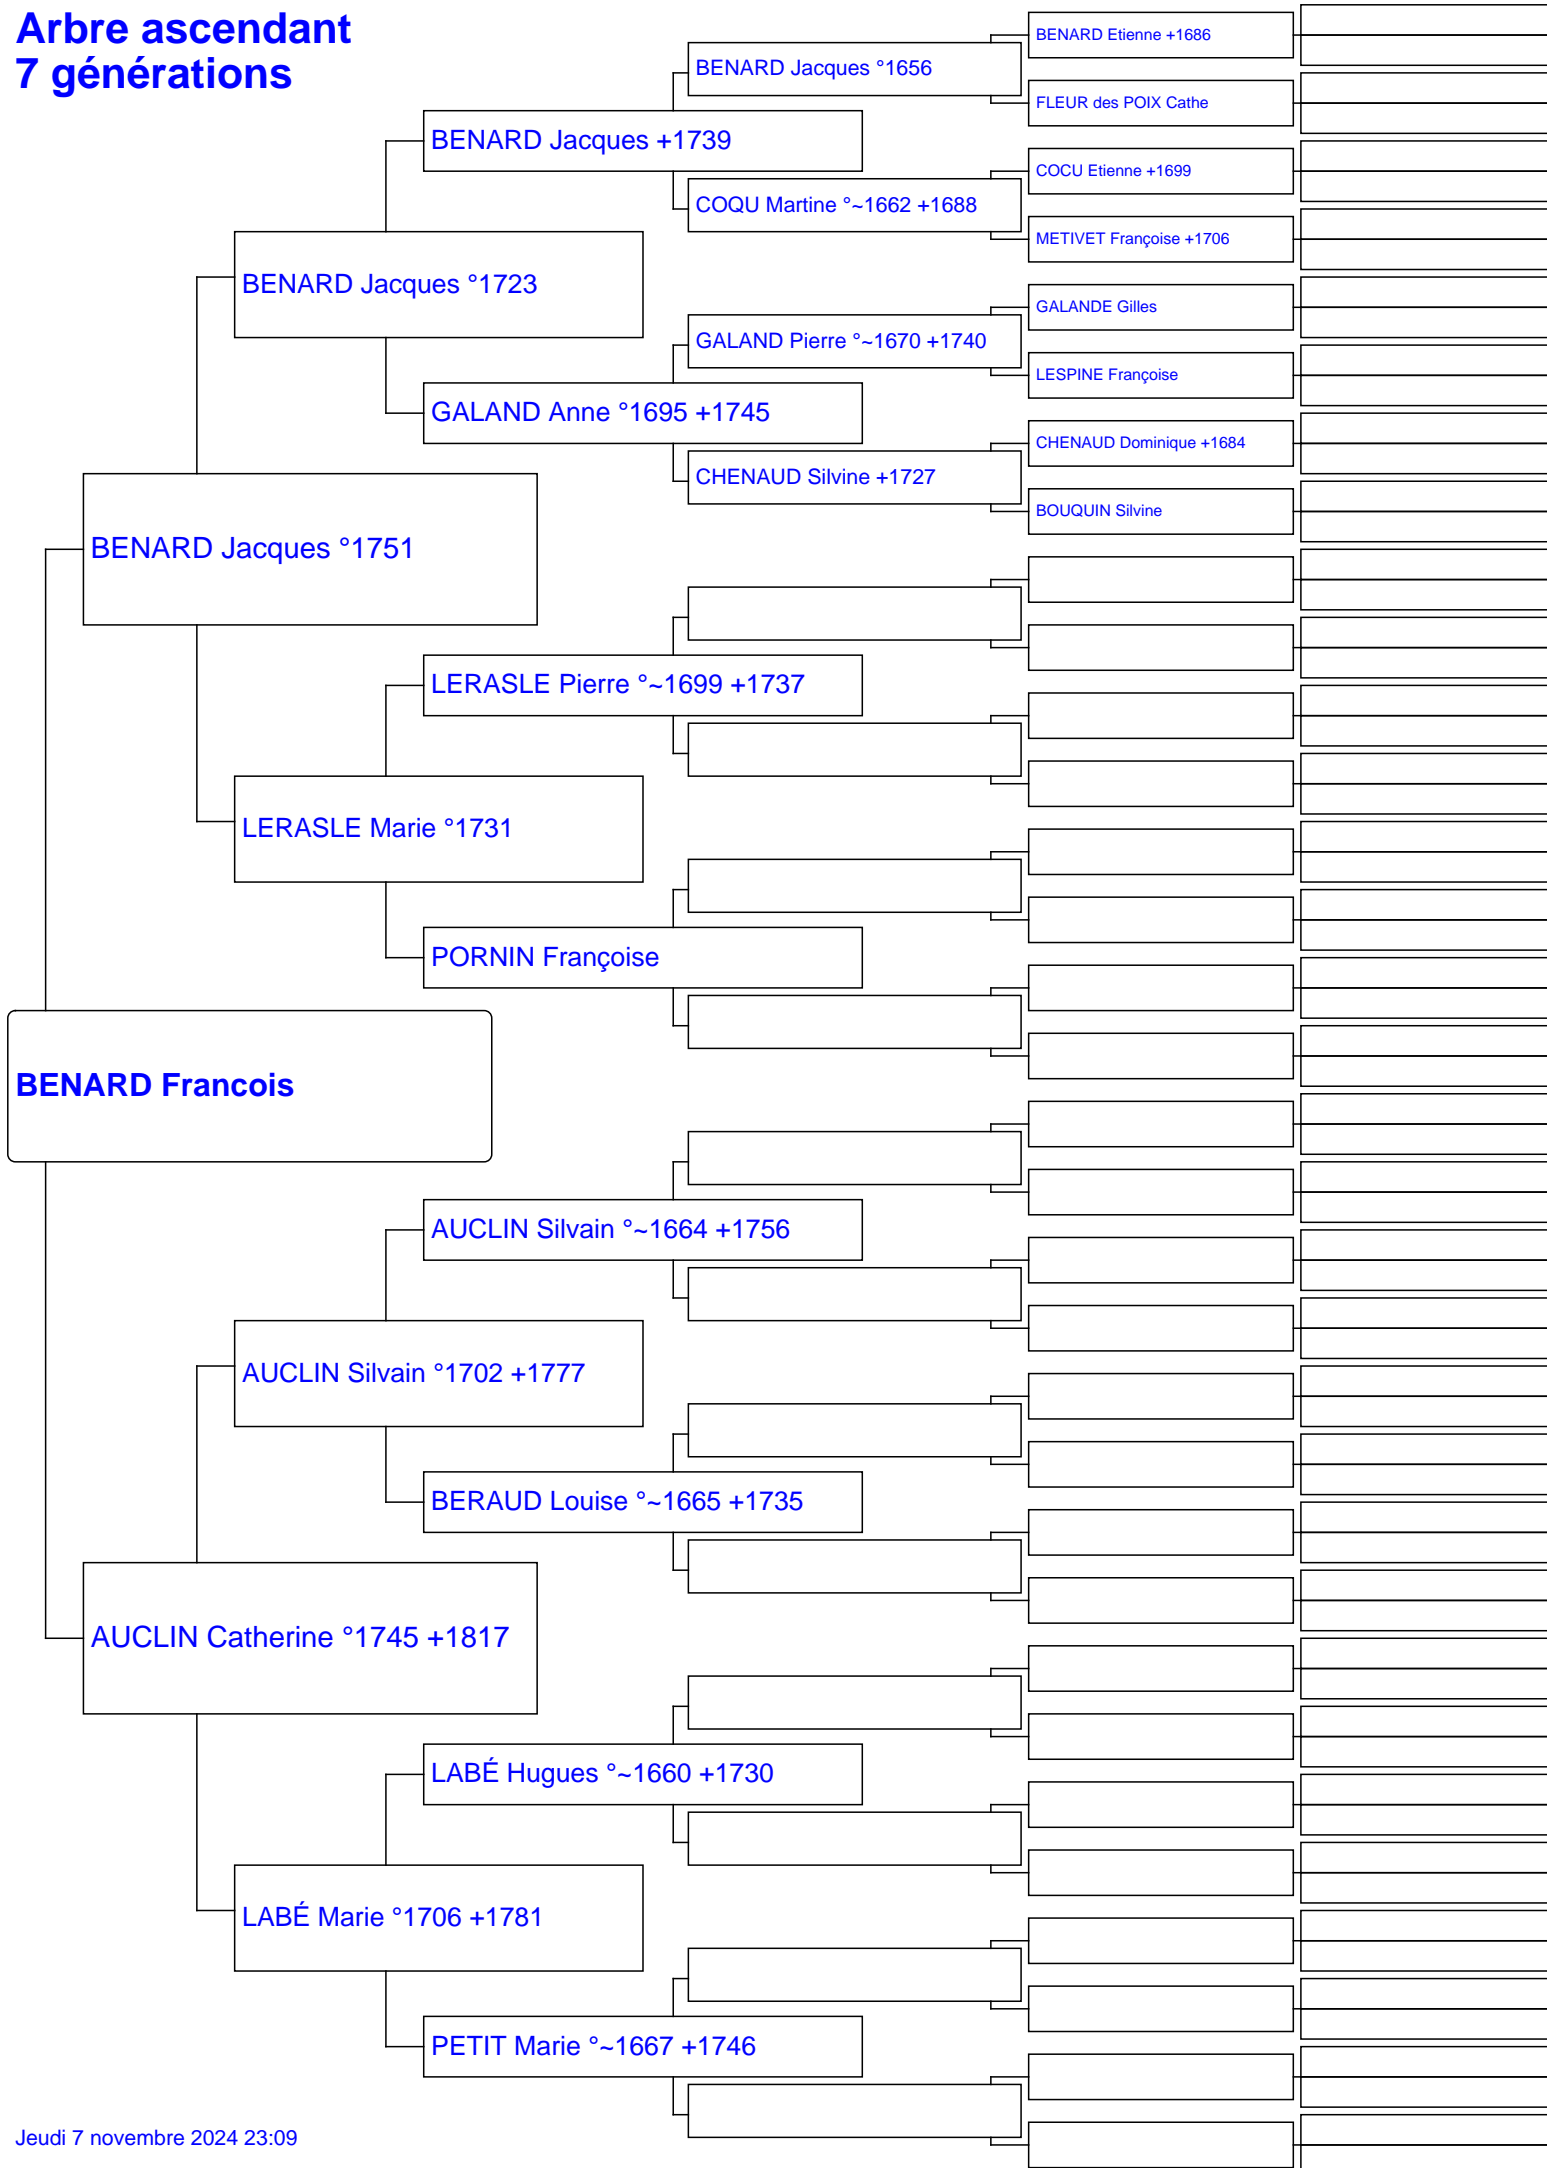 Arbre ascendant
7 générations
BENARD Etienne +1686
BENARD Jacques °1656
FLEUR des POIX Cathe
BENARD Jacques +1739
COCU Etienne +1699
COQU Martine °~1662 +1688
METIVET Françoise +1706
BENARD Jacques °1723
GALANDE Gilles
GALAND Pierre °~1670 +1740
LESPINE Françoise
GALAND Anne °1695 +1745
CHENAUD Dominique +1684
CHENAUD Silvine +1727
BOUQUIN Silvine
BENARD Jacques °1751
LERASLE Pierre °~1699 +1737
LERASLE Marie °1731
PORNIN Françoise
BENARD Francois
AUCLIN Silvain °~1664 +1756
AUCLIN Silvain °1702 +1777
BERAUD Louise °~1665 +1735
AUCLIN Catherine °1745 +1817
LABÉ Hugues °~1660 +1730
LABÉ Marie °1706 +1781
PETIT Marie °~1667 +1746
Jeudi 7 novembre 2024 23:09